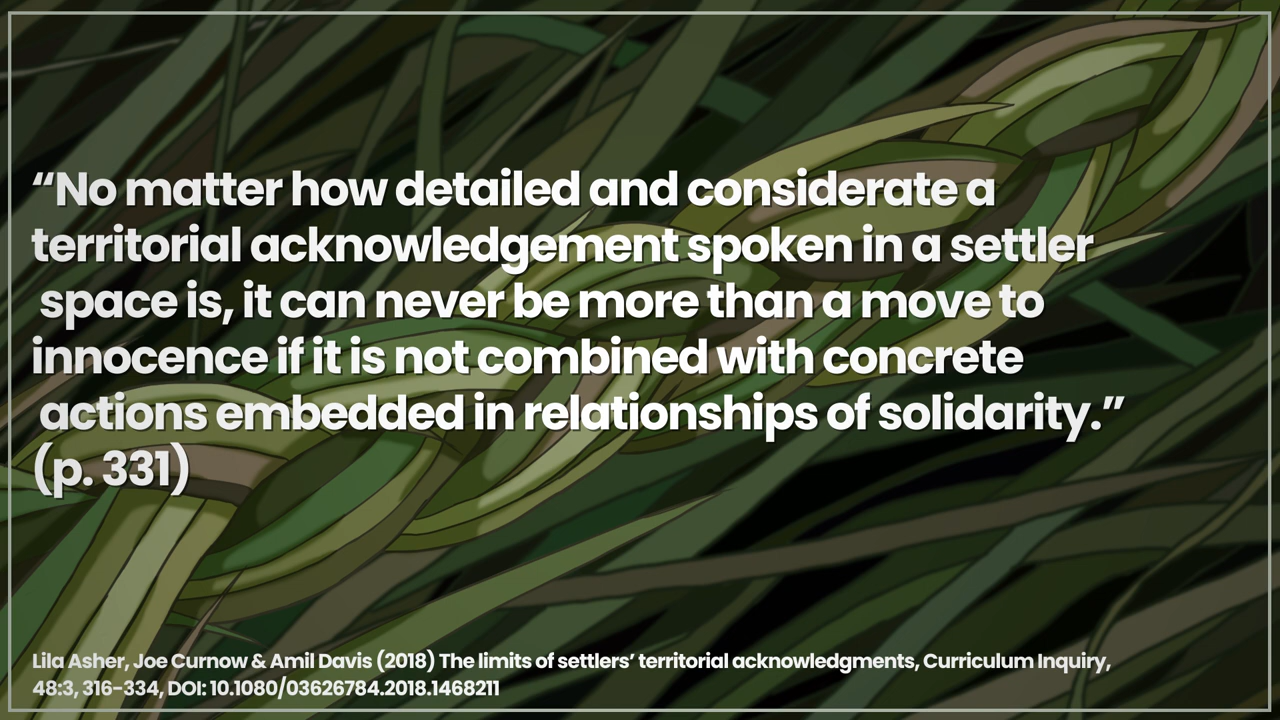 “No matter how detailed and considerate a
territorial acknowledgement spoken in a settler
space is, it can never be more than a move to
innocence if it is not combined with concrete
actions embedded in relationships of solidarity.”
(p. 331)
Lila Asher, Joe Curnow & Amil Davis (2018) The limits of settlers’ territorial acknowledgments, Curriculum Inquiry,
48:3, 316-334, DOI: 10.1080/03626784.2018.1468211